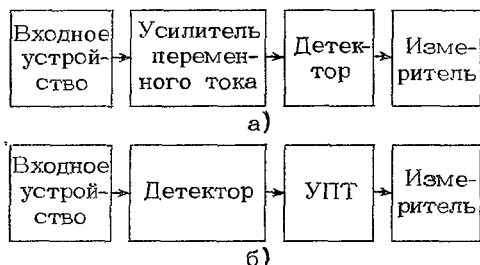 Входное
устрой-
ство
Усилитель
перемен-
ного тока
Детек-
тор
Изме-
ритель
а)
Входное
устрой-
ство
Детектор
УПТ
Изме-
ритель
б)